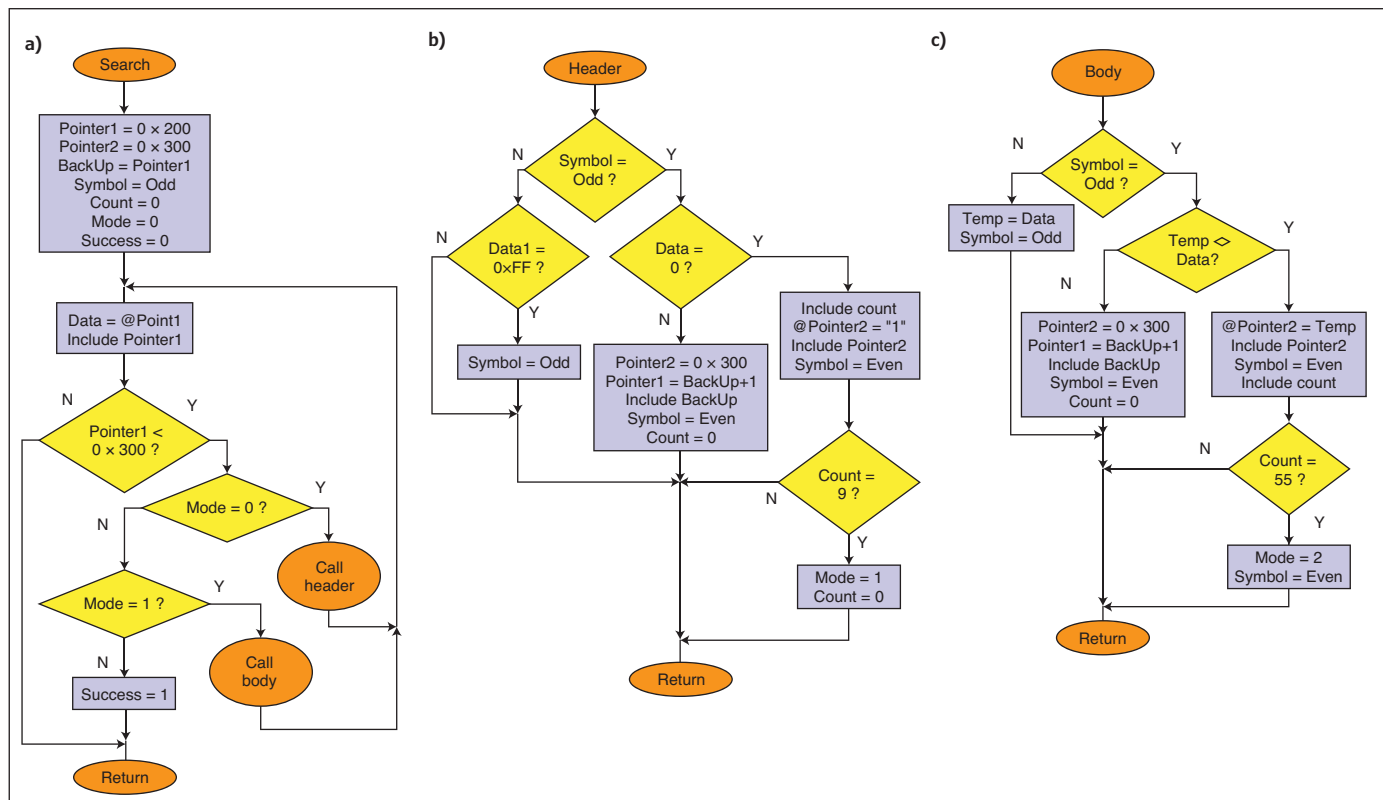 a)
Search
Pointer1 = 0 × 200
Pointer2 = 0 × 300
BackUp = Pointer1
Symbol = Odd
Count = 0
Mode = 0
Success = 0
Data = @Point1
Include Pointer1
N
Y
Pointer1 <
0 × 300 ?
Y
N
Mode = 0 ?
Call
header
Y
Mode = 1 ?
N
Call
body
Success = 1
Return
b)
Header
N
Y
Symbol =
Odd ?
N
Data1 =
0×FF ?
Y
Symbol = Odd
Data =
0 ?
Y
N
Pointer2 = 0 × 300
Pointer1 = BackUp+1
Include BackUp
Symbol = Even
Count = 0
Include count
@Pointer2 = "1"
Include Pointer2
Symbol = Even
Count =
9 ?
N
Y
Mode = 1
Count = 0
Return
c)
Body
N
Y
Symbol =
Odd ?
Temp = Data
Symbol = Odd
Temp <>
Data?
Y
N
Pointer2 = 0 × 300
Pointer1 = BackUp+1
Include BackUp
Symbol = Even
Count = 0
@Pointer2 = Temp
Include Pointer2
Symbol = Even
Include count
N
Count =
55 ?
Y
Mode = 2
Symbol = Even
Return